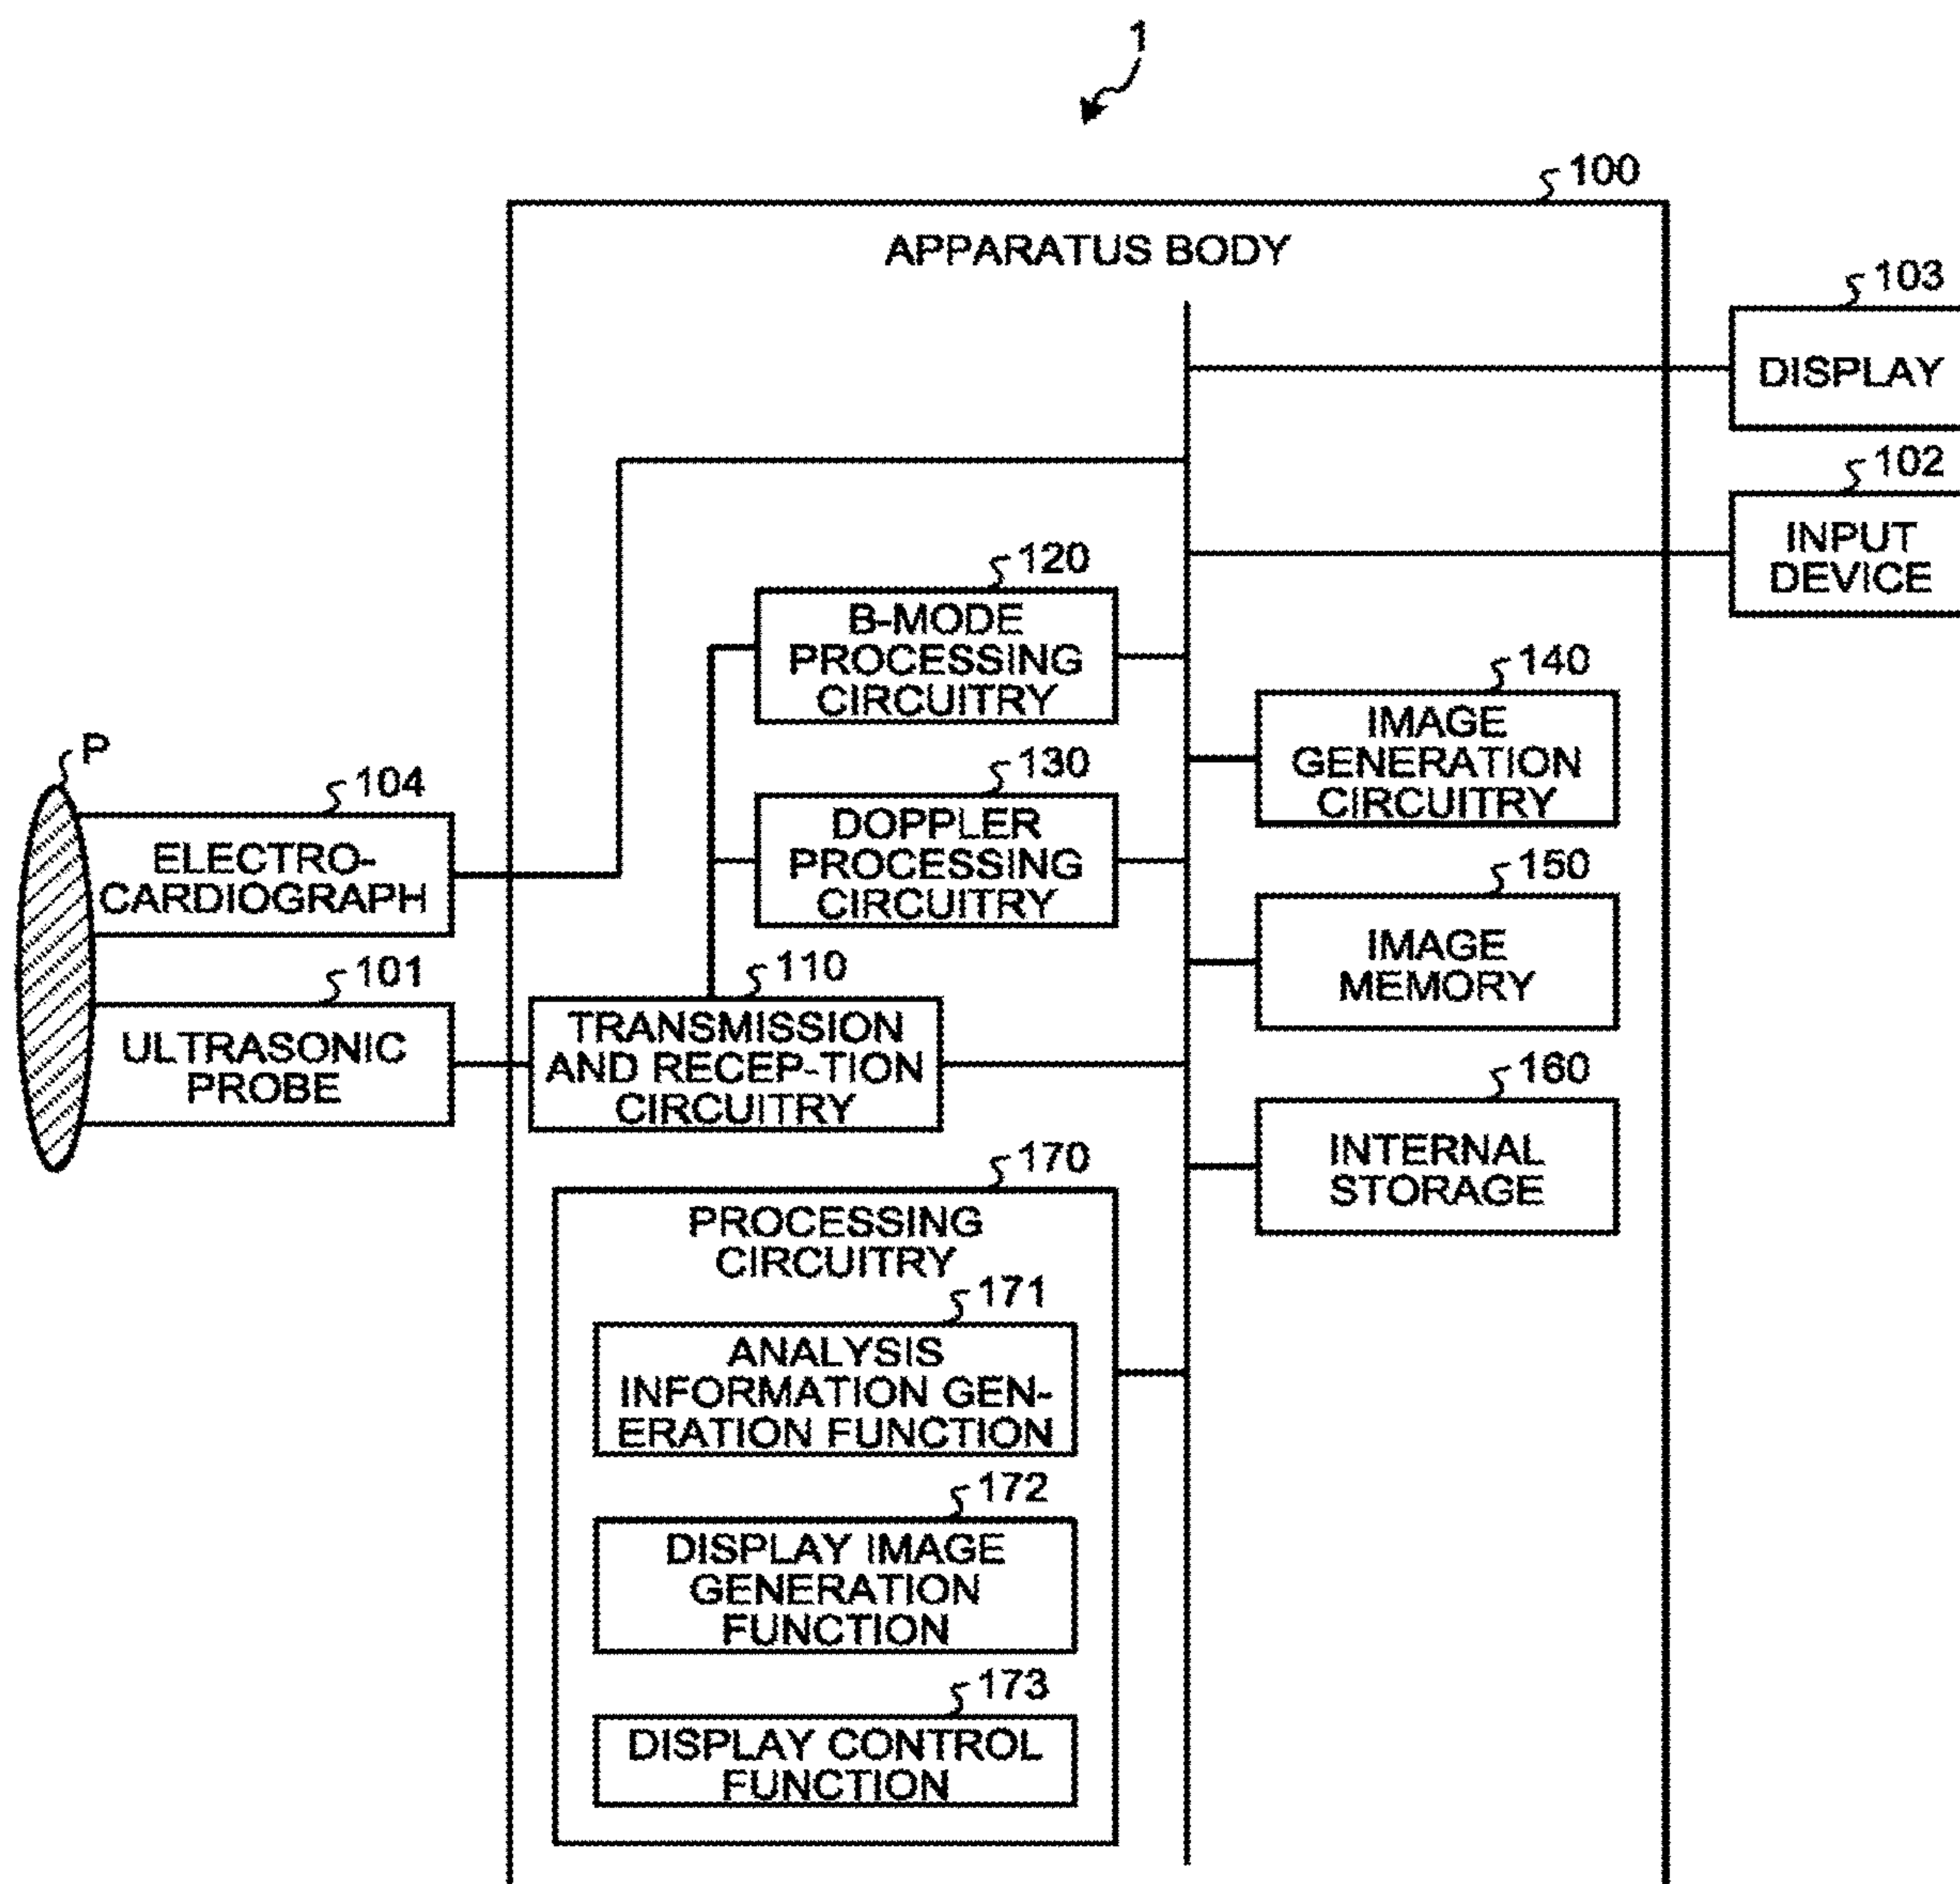 1
100
APPARATUS BODY
103
DISPLAY
102
INPUT
DEVICE
120
B-MODE
PROCESSING
CIRCUITRY
140
IMAGE
GENERATION
CIRCUITRY
P
104
ELECTRO-
CARDIOGRAPH
130
DOPPLER
PROCESSING
CIRCUITRY
150
IMAGE
MEMORY
101
ULTRASONIC
PROBE
110
TRANSMISSION
AND RECEP-TION
CIRCUITRY
160
INTERNAL
STORAGE
170
PROCESSING
CIRCUITRY
171
ANALYSIS
INFORMATION GEN-
ERATION FUNCTION
172
DISPLAY IMAGE
GENERATION
FUNCTION
173
DISPLAY CONTROL
FUNCTION